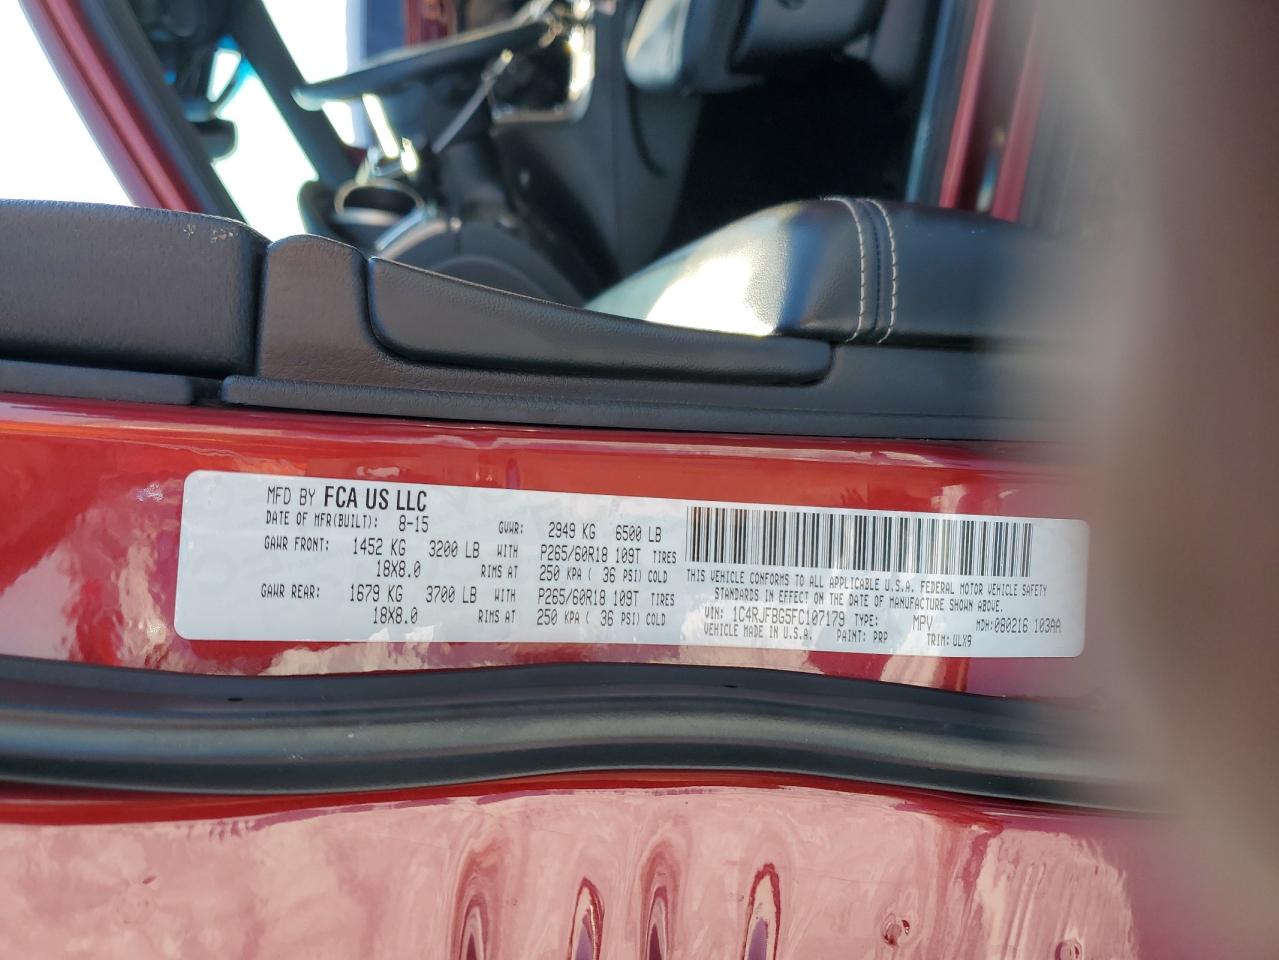 MFD BY FCA US LLC
DATE OF MFR(BUILT): 8-15 GVWR: 2949 KG 6500 LB
GAWR FRONT: 1452 KG 3200 LB WITH P265/60R18 109T TIRES
18X8.0 RIMS AT 250 KPA ( 36 PSI) COLD
GAWR REAR: 1679 KG 3700 LB WITH P265/60R18 109T TIRES
18X8.0 RIMS AT 250 KPA ( 36 PSI) COLD
THIS VEHICLE CONFORMS TO ALL APPLICABLE U.S.A. FEDERAL MOTOR VEHICLE SAFETY
STANDARDS IN EFFECT ON THE DATE OF MANUFACTURE SHOWN ABOVE.
VIN: 1C4RJFBG5FC107179 TYPE: MPV MDH:080216 103AA
VEHICLE MADE IN U.S.A. PAINT: PRP TRIM: ULX9